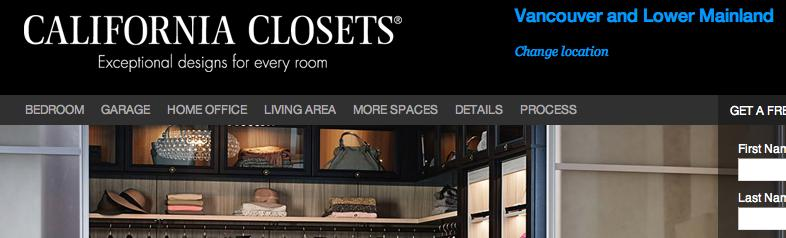 CALIFORNIA CLOSETS®
Exceptional designs for every room
Vancouver and Lower Mainland
Change location
BEDROOM GARAGE HOME OFFICE LIVING AREA MORE SPACES DETAILS PROCESS
GET A FRE
First Nam
Last Nam